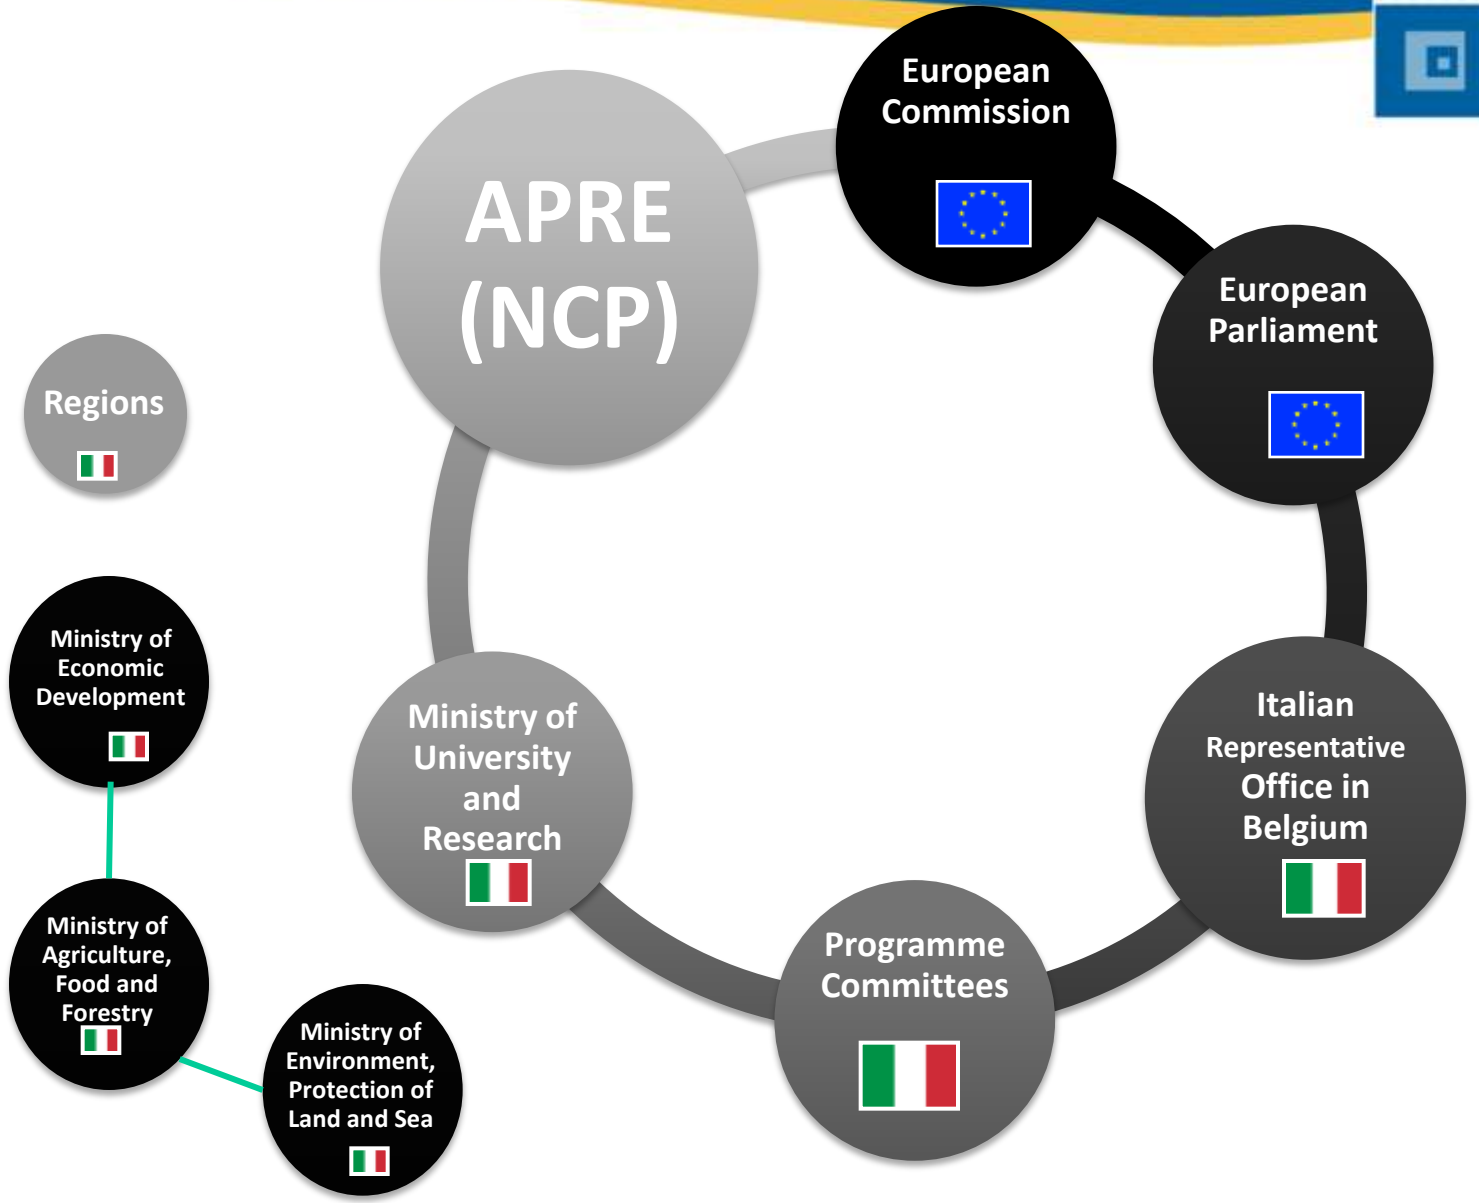 APRE
(NCP)
European
Commission
European
Parliament
Italian
Representative
Office in
Belgium
Programme
Committees
Ministry of
University
and
Research
Regions
Ministry of
Economic
Development
Ministry of
Agriculture,
Food and
Forestry
Ministry of
Environment,
Protection of
Land and Sea